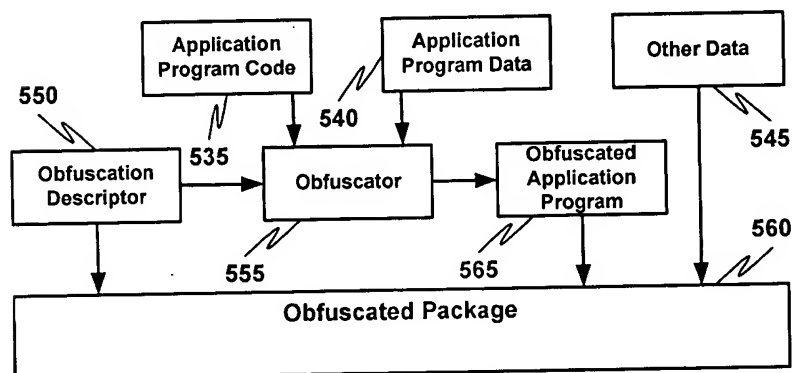 Application
Program Code
Application
Program Data
Other Data
550
535
540
545
Obfuscation
Descriptor
Obfuscator
Obfuscated
Application
Program
555
565
560
Obfuscated Package